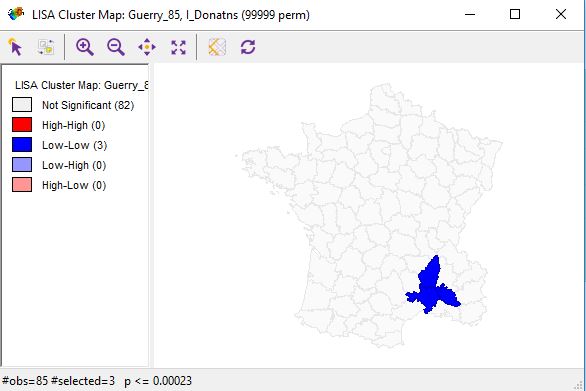 LISA Cluster Map: Guerry_85, I_Donatns (99999 perm)
LISA Cluster Map: Guerry_8
Not Significant (82)
High-High (0)
Low-Low (3)
Low-High (0)
High-Low (0)
#obs=85 #selected=3 p <= 0.00023